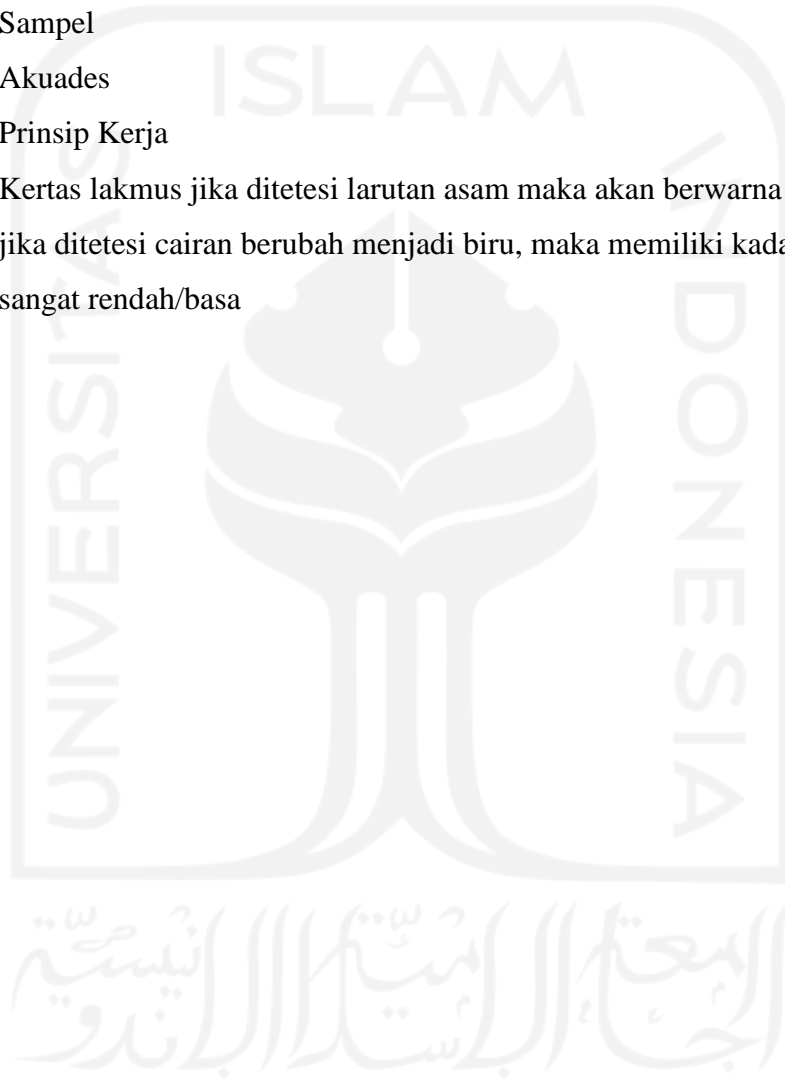 Sampel
Akuades
Prinsip Kerja
Kertas lakmus jika ditetesi larutan asam maka akan berwarna
jika ditetesi cairan berubah menjadi biru, maka memiliki
sangat rendah/basa
ISLAM
UNIVERSITAS
INDONESIA